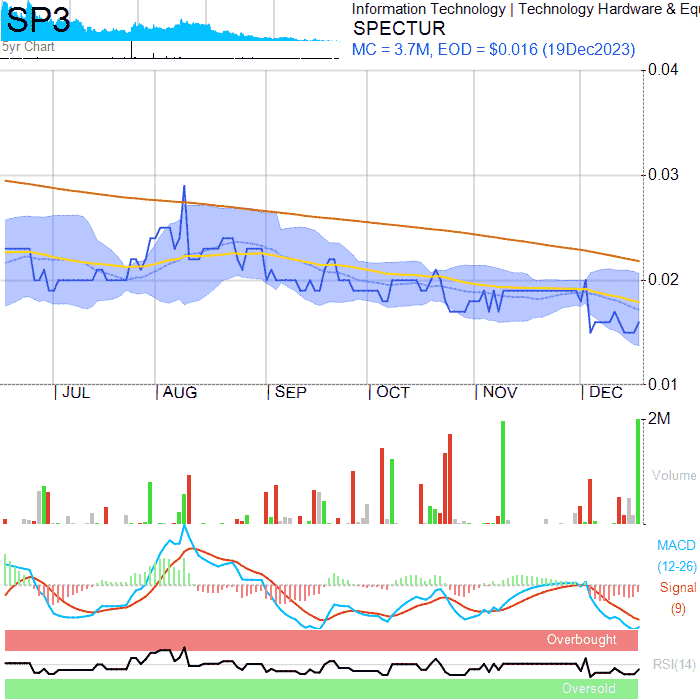 SP3
5yr Chart
Information Technology | Technology Hardware & Equ
SPECTUR
MC = 3.7M, EOD = $0.016 (19Dec2023)
0.04
0.03
0.02
0.01
JUL
AUG
SEP
OCT
NOV
DEC
2M
Volume
MACD
(12-26)
Signal
(9)
Overbought
RSI(14)
Oversold